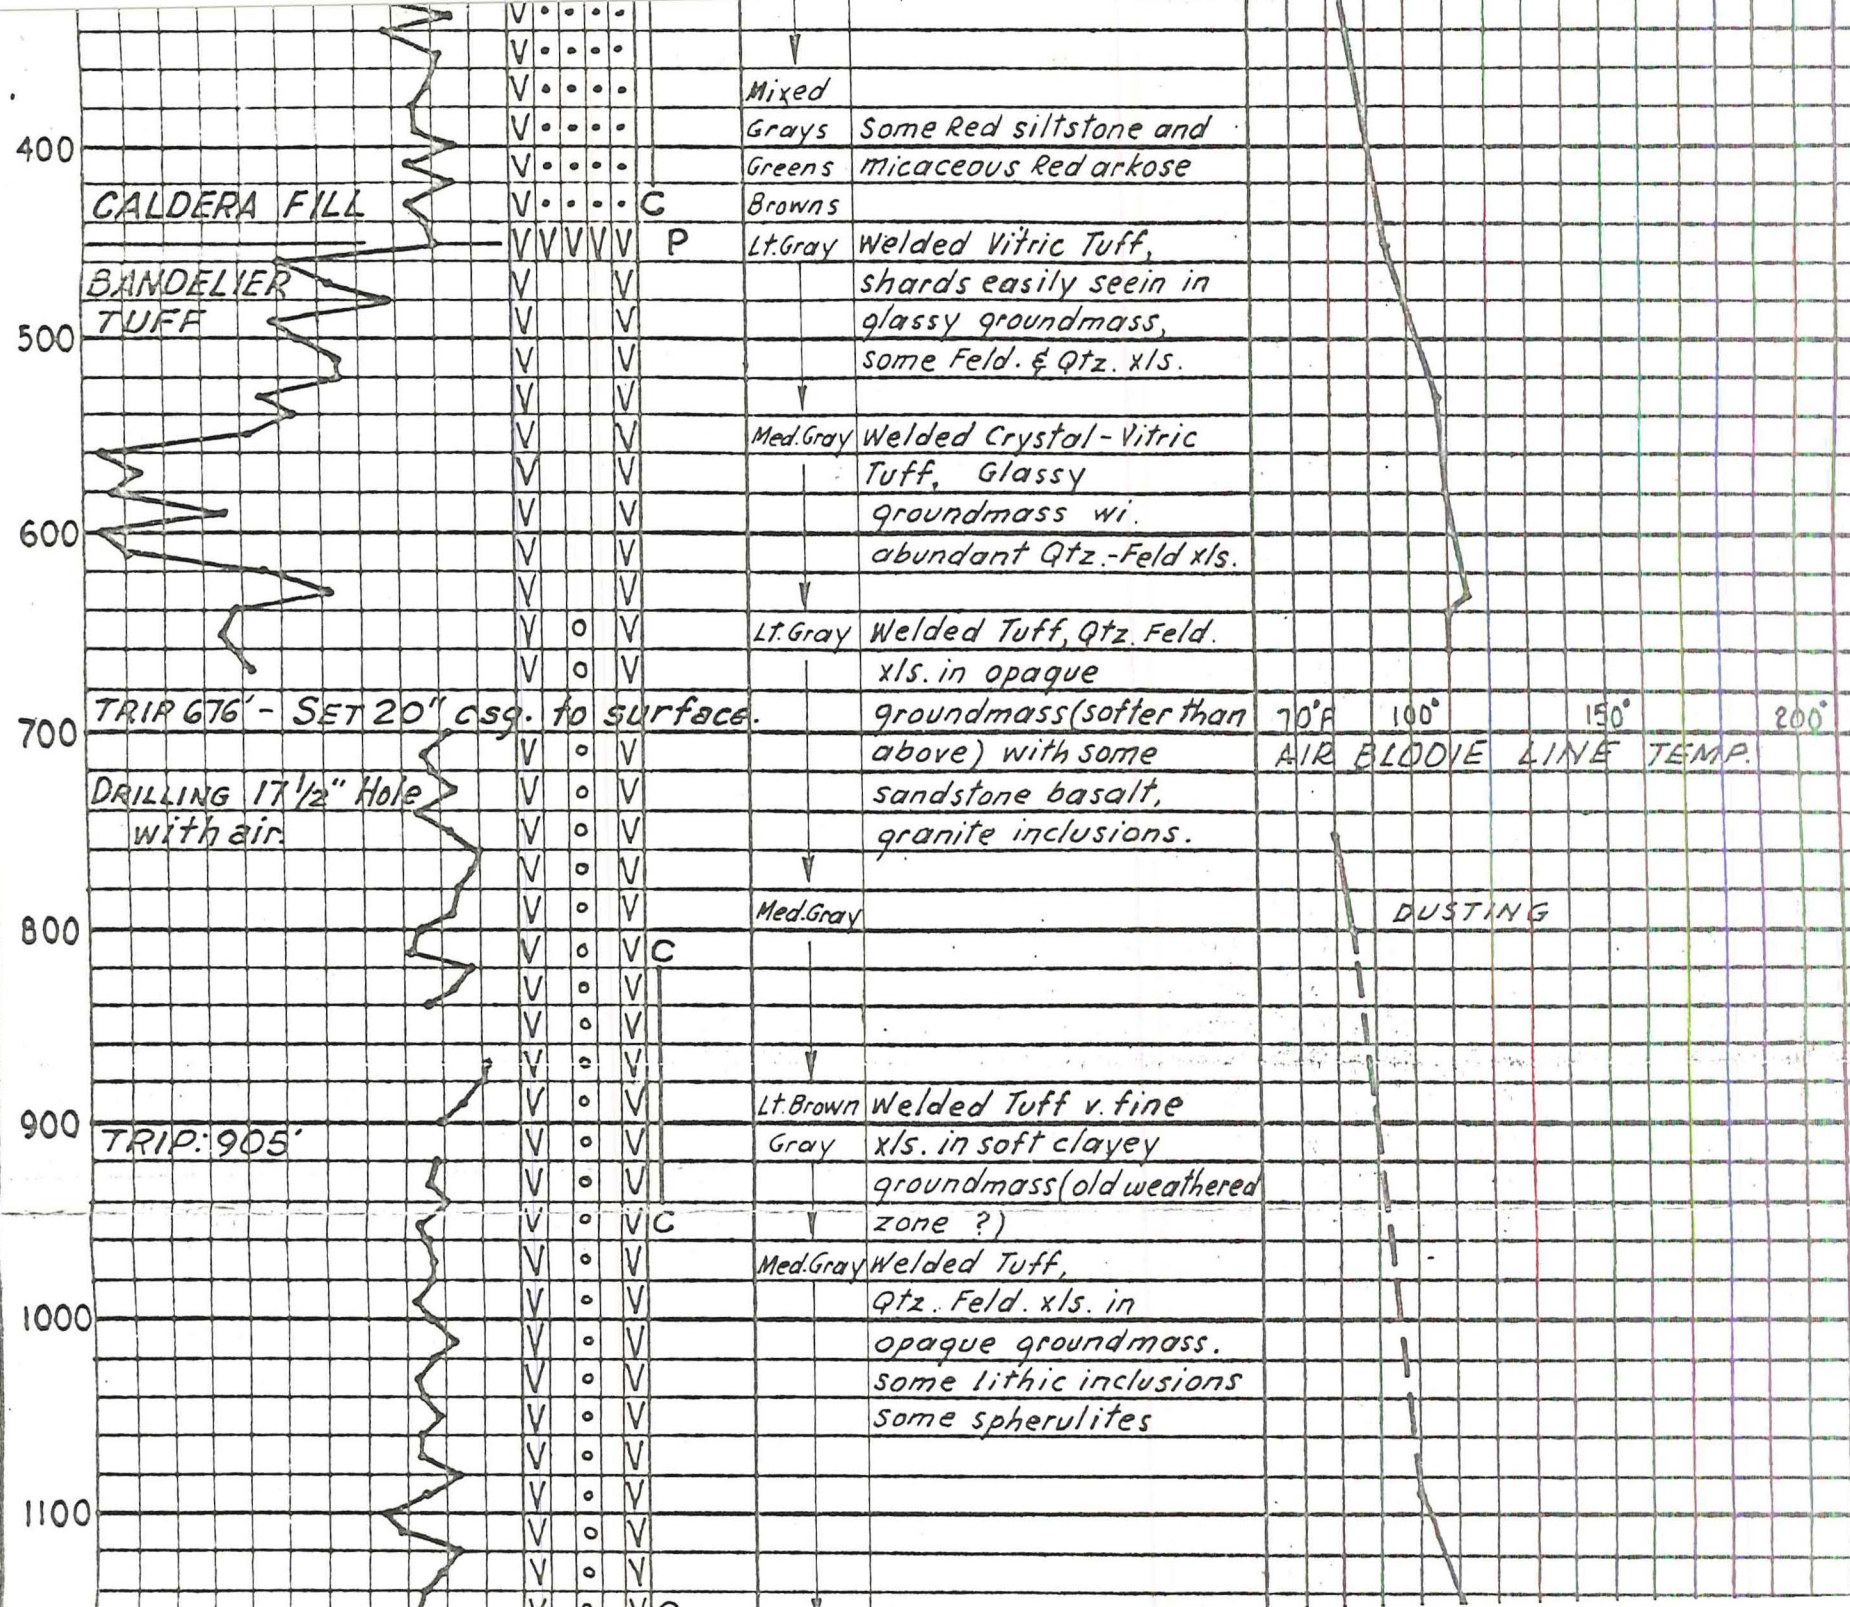 Mixed
Grays Some Red siltstone and
400
Greens micaceous Red arkose
CALDERA FILL C Browns
V V V V V P Lt.Gray Welded Vitric Tuff,
BANDELIER shards easily seein in
TUFF glassy groundmass,
500
some Feld. & Qtz. xls.
Med.Gray Welded Crystal-Vitric
Tuff, Glassy
groundmass wi.
600
abundant Qtz.-Feld xls.
Lt.Gray Welded Tuff, Qtz. Feld.
xls. in opaque
TRIP 676' - SET 20" csg. to surface. groundmass (softer than 70°F 100° 150° 200°
700
above) with some AIR BLOOIE LINE TEMP.
DRILLING 17 1/2" Hole sandstone basalt,
with air. granite inclusions.
Med.Gray DUSTING
800
C
Lt.Brown Welded Tuff v. fine
900
TRIP: 905' Gray xls. in soft clayey
groundmass (old weathered
C zone ?)
Med.Gray Welded Tuff,
Qtz. Feld. xls. in
1000
opaque groundmass.
some lithic inclusions
some spherulites
1100